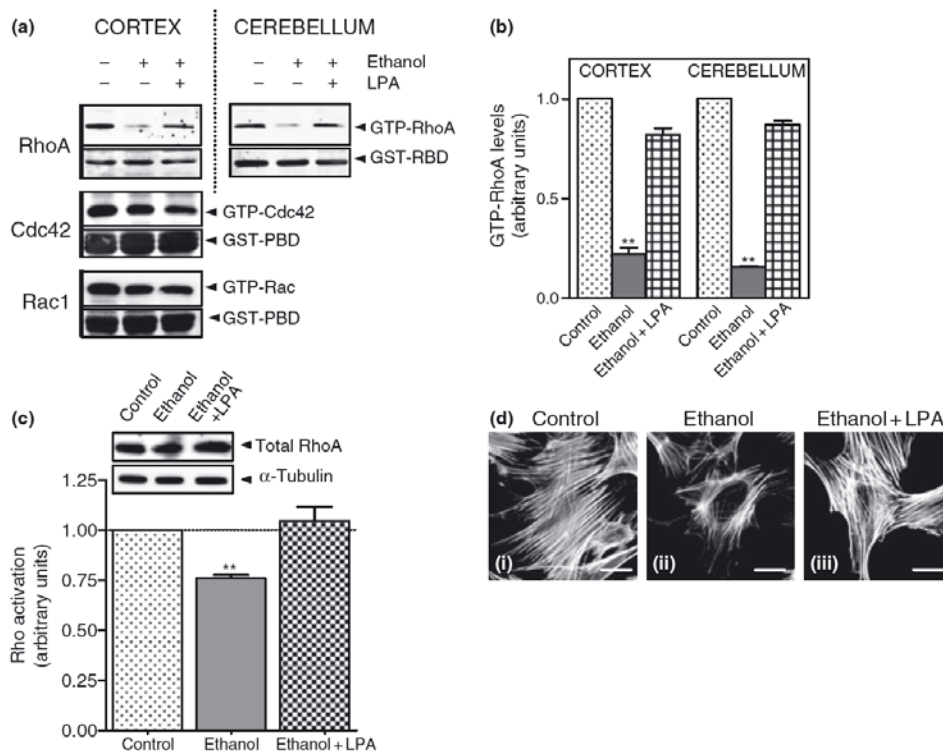 (a)
CORTEX
CEREBELLUM
– + +
– + + Ethanol
– – +
– – + LPA
RhoA
GTP-RhoA
GST-RBD
Cdc42
GTP-Cdc42
GST-PBD
Rac1
GTP-Rac
GST-PBD
(b)
CORTEX
CEREBELLUM
GTP-RhoA levels
(arbitrary units)
1.0
0.5
0.0
**
**
Control
Ethanol
Ethanol + LPA
Control
Ethanol
Ethanol + LPA
(c)
Control
Ethanol
Ethanol
+LPA
Total RhoA
α-Tubulin
Rho activation
(arbitrary units)
1.25
1.00
0.75
0.50
0.25
0.00
**
Control
Ethanol
Ethanol + LPA
(d)
Control
Ethanol
Ethanol + LPA
(i)
(ii)
(iii)